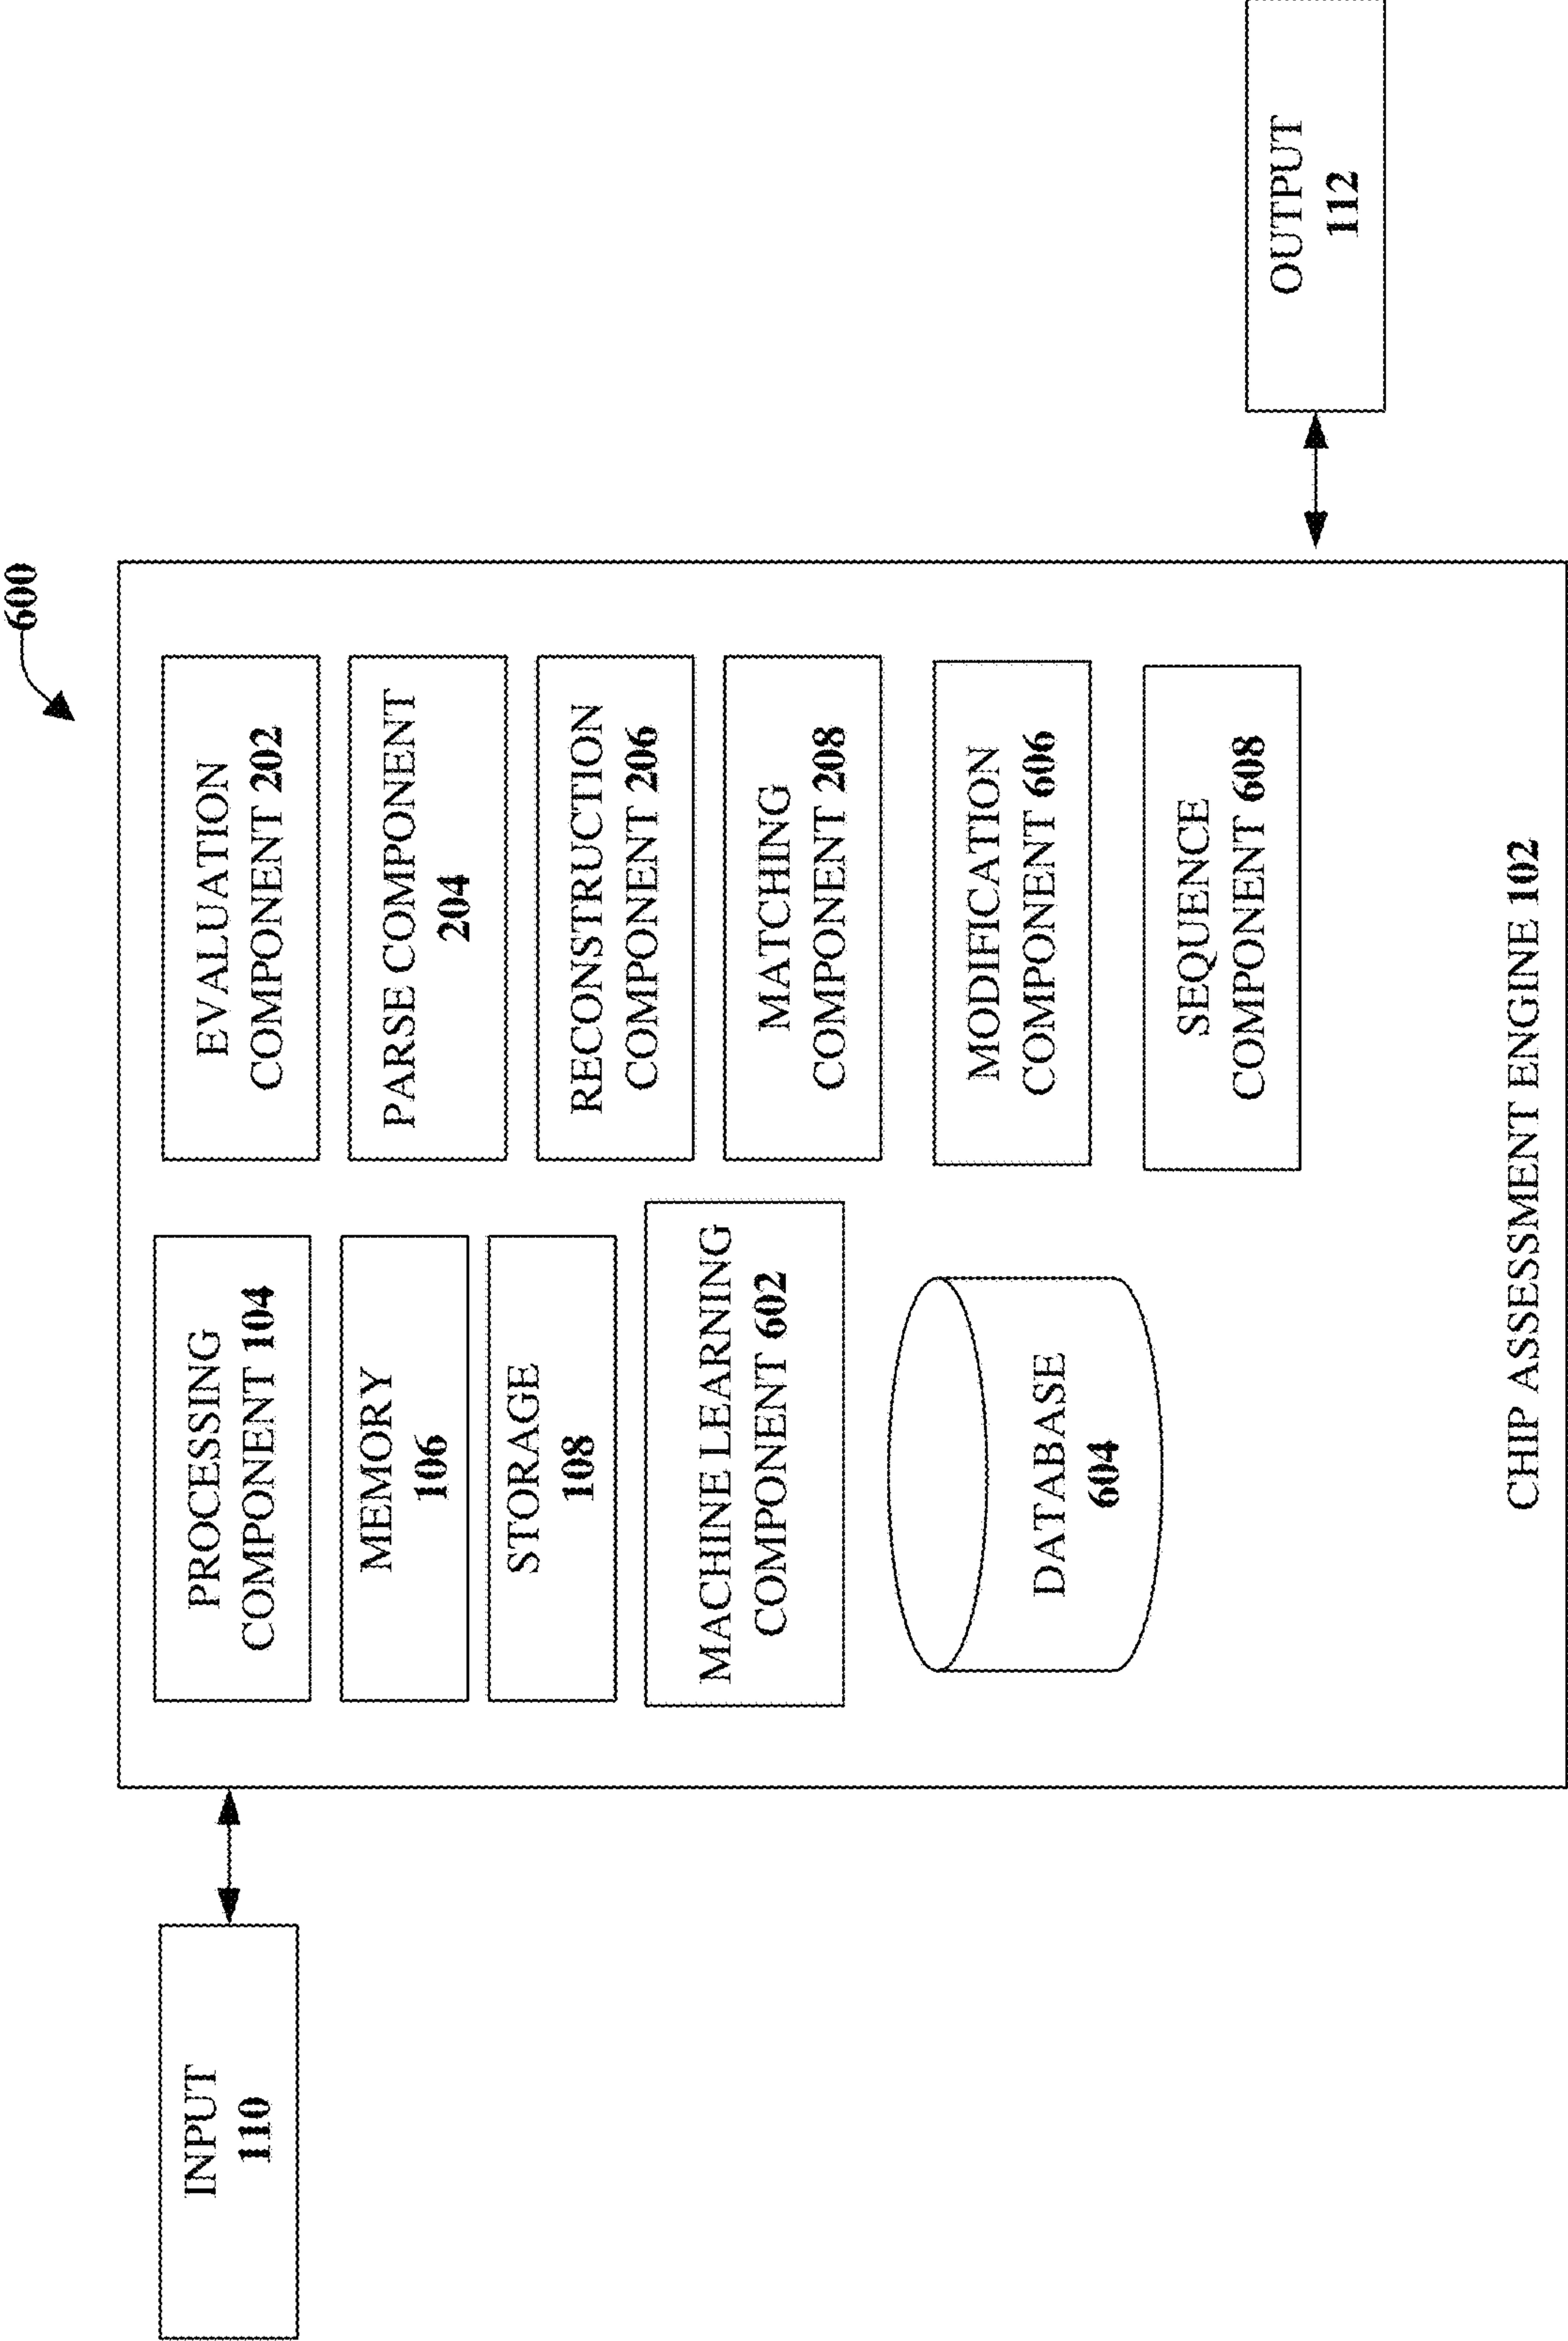 600
INPUT
110
PROCESSING
COMPONENT 104
MEMORY
106
STORAGE
108
MACHINE LEARNING
COMPONENT 602
DATABASE
604
EVALUATION
COMPONENT 202
PARSE COMPONENT
204
RECONSTRUCTION
COMPONENT 206
MATCHING
COMPONENT 208
MODIFICATION
COMPONENT 606
SEQUENCE
COMPONENT 608
CHIP ASSESSMENT ENGINE 102
OUTPUT
112